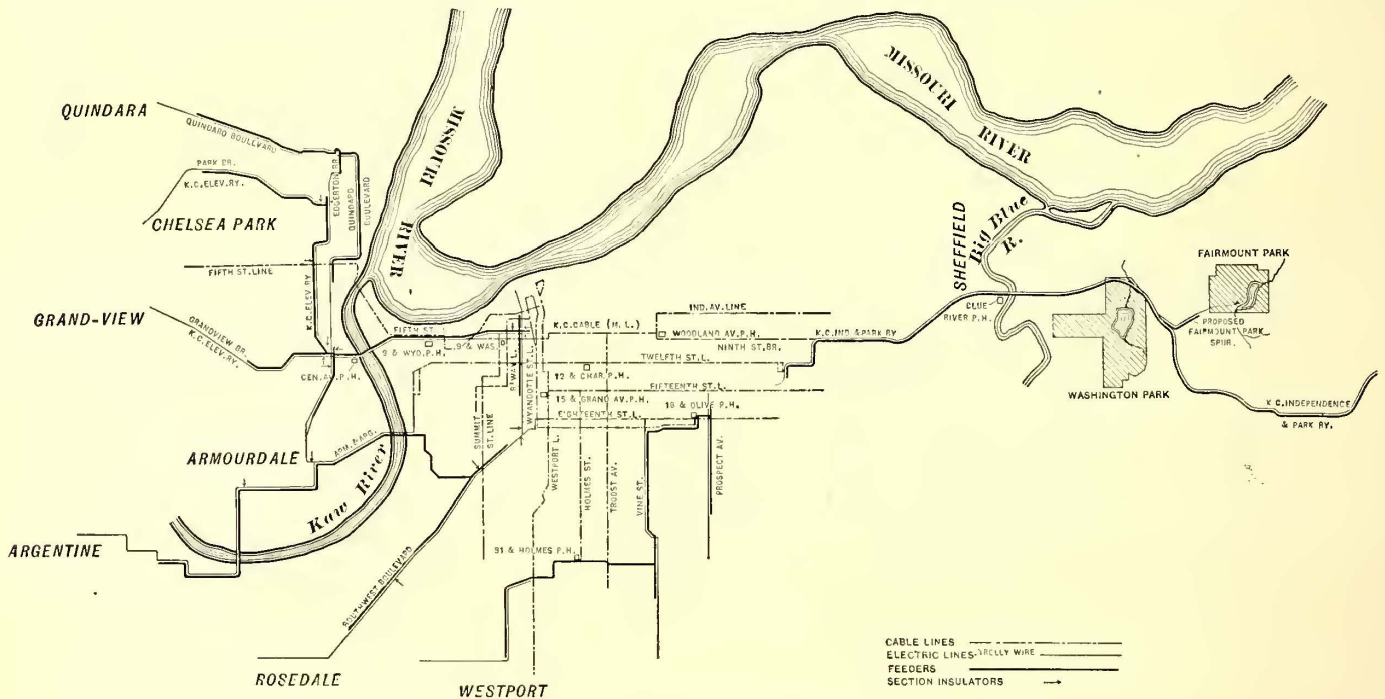 QUINDARA
QUINDARO BOULEVARD
PARK BR.
K.C.ELEV.RY.
CHELSEA PARK
EDGERTON BR.
QUINDARO
BOULEVARD
FIFTH ST.LINE
K.C.ELEV RY
GRAND-VIEW
GRANDVIEW BR.
K.C.ELEV.RY.
CEN.AV.P.H.
MISSOURI
RIVER
MISSOURI
RIVER
FIFTH ST.
9 & WYO.P.H.
9 & WAS.
K.C.CABLE (M.L.)
IND.AV.LINE
WOODLAND AV.P.H.
NINTH ST.BR.
K.C.IND.& PARK RY
TWELFTH ST.L.
12 & CHAR.P.H.
FIFTEENTH ST.L.
15 & GRAND AV.P.H.
18 & OLIVE P.H.
EIGHTEENTH ST.L.
WYANDOTTE ST.L.
SUMMIT
ST.LINE
WESTPORT L.
HOLMES ST.
TROOST AV.
VINE ST.
PROSPECT AV.
31 & HOLMES P.H.
SHEFFIELD
Big Blue
R.
RIVER P.H.
FAIRMOUNT PARK
PROPOSED
FAIRMOUNT PARK
SPUR.
WASHINGTON PARK
K.C.INDEPENDENCE
& PARK RY.
ARMOURDALE
Kaw River
ARGENTINE
SOUTHWEST BOULEVARD
ROSEDALE
WESTPORT
CABLE LINES
ELECTRIC LINES-TROLLY WIRE
FEEDERS
SECTION INSULATORS